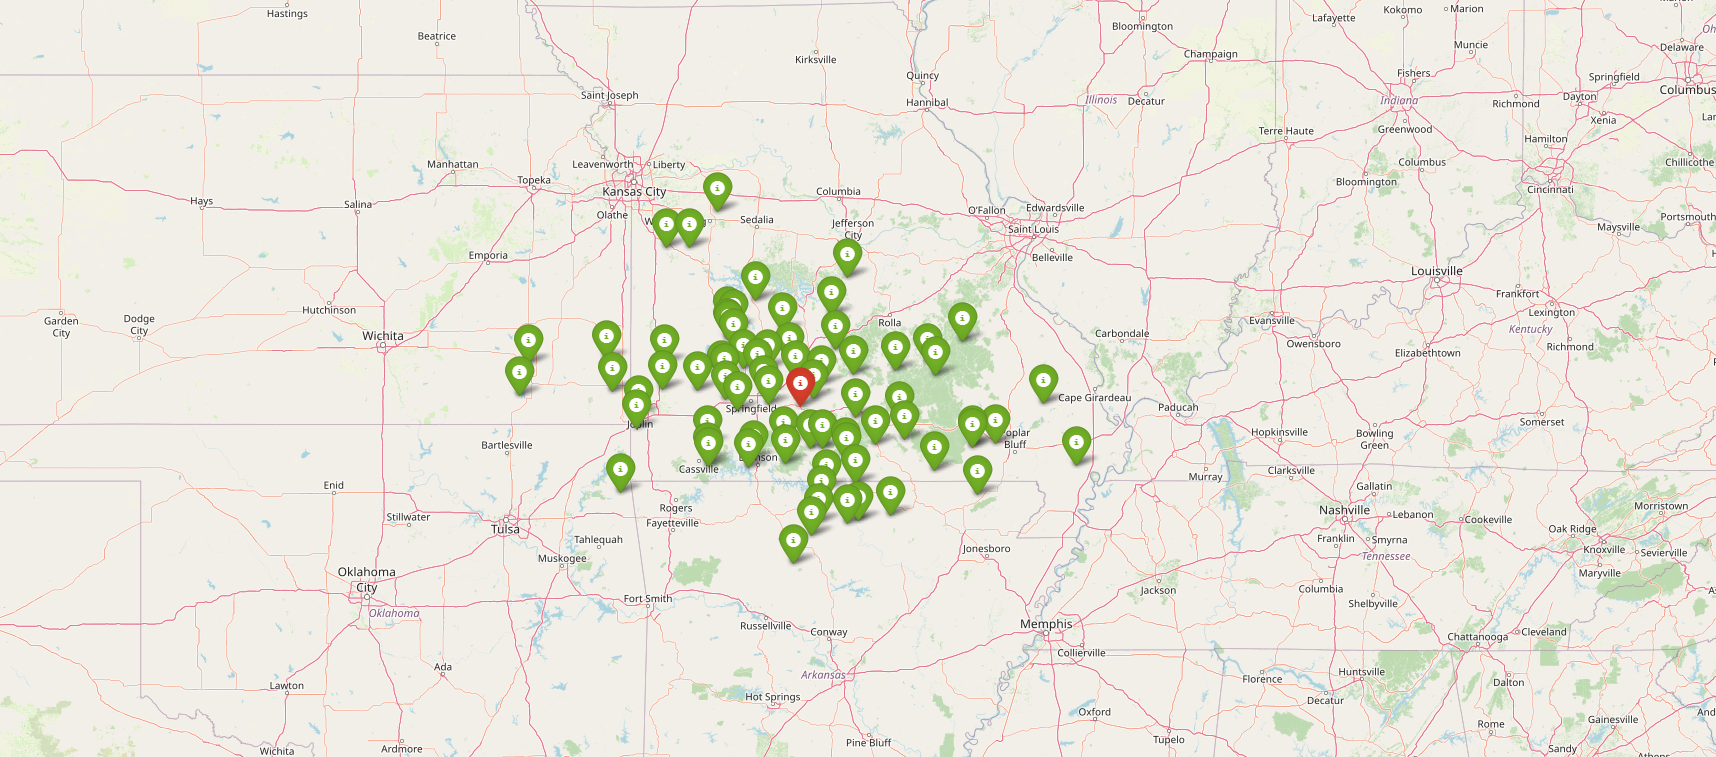 Hastings
Beatrice
Kirksville
Bloomington
Lafayette
Kokomo
Marion
Muncie
Delaware
Champaign
Quincy
Hannibal
Saint Joseph
Illinois
Decatur
Indiana
Fishers
Springfield
Richmond
Dayton
Xenia
Columbus
Terre Haute
Greenwood
Hamilton
Manhattan
Leavenworth
Liberty
Columbus
Chillicothe
Topeka
Kansas City
Columbia
Bloomington
Cincinnati
Hays
Salina
Olathe
Sedalia
Jefferson
City
O'Fallon
Edwardsville
Saint Louis
Portsmouth
Maysville
Emporia
Belleville
Louisville
Hutchinson
Frankfort
Lexington
Garden
City
Dodge
City
Wichita
Rolla
Carbondale
Evansville
Owensboro
Kentucky
Elizabethtown
Richmond
Springfield
Cape Girardeau
Paducah
Somerset
Bartlesville
Hopkinsville
Bowling
Green
Cassville
Murray
Clarksville
Enid
Rogers
Gallatin
Stillwater
Tulsa
Fayetteville
Nashville
Lebanon
Cookeville
Morristown
Oak Ridge
Knoxville
Severville
Tahlequah
Muskogee
Jonesboro
Franklin
Smyrna
Tennessee
Maryville
Oklahoma
City
Oklahoma
Fort Smith
Jackson
Columbia
Shelbyville
Russellville
Conway
Memphis
Collierville
Chattanooga
Cleveland
Ada
Lawton
Arkansas
Hot Springs
Florence
Huntsville
Decatur
Dalton
Oxford
Rome
Gainesville
Wichita
Ardmore
Pine Bluff
Tupelo
Sandy